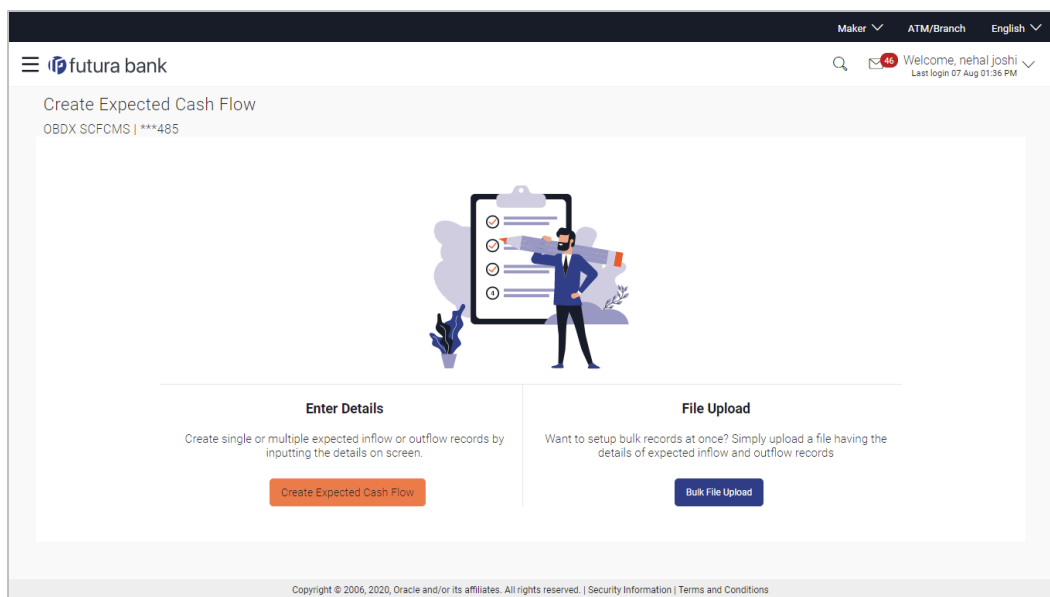 Maker ATM/Branch English
futura bank
46 Welcome, nehal joshi
Last login 07 Aug 01:36 PM
Create Expected Cash Flow
OBDX SCFCMS | ***485
4
Enter Details
Create single or multiple expected inflow or outflow records by
inputting the details on screen.
Create Expected Cash Flow
File Upload
Want to setup bulk records at once? Simply upload a file having the
details of expected inflow and outflow records
Bulk File Upload
Copyright © 2006, 2020, Oracle and/or its affiliates. All rights reserved. | Security Information | Terms and Conditions